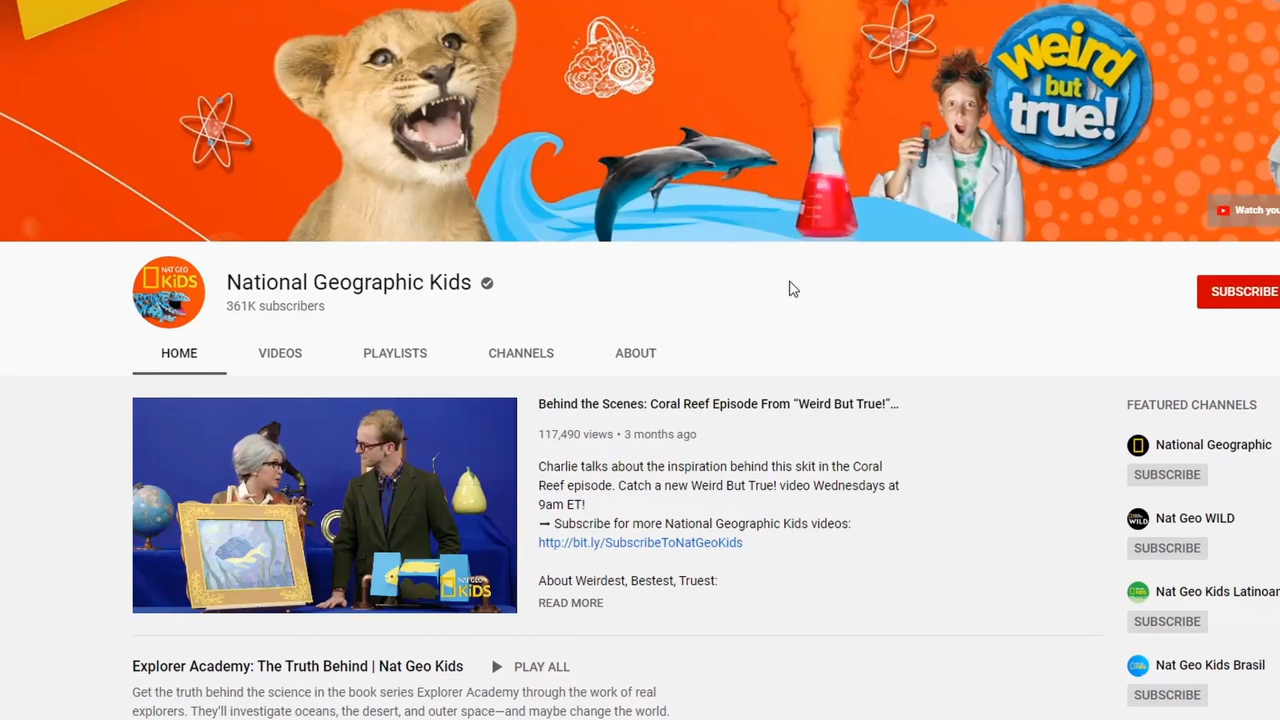 weird
but
true!
Watch you
NAT GEO
KiDS
National Geographic Kids
361K subscribers
SUBSCRIBE
HOME
VIDEOS
PLAYLISTS
CHANNELS
ABOUT
NAT GEO
KiDS
Behind the Scenes: Coral Reef Episode From “Weird But True!”…
117,490 views • 3 months ago
Charlie talks about the inspiration behind this skit in the Coral
Reef episode. Catch a new Weird But True! video Wednesdays at
9am ET!
➡ Subscribe for more National Geographic Kids videos:
http://bit.ly/SubscribeToNatGeoKids
About Weirdest, Bestest, Truest:
READ MORE
FEATURED CHANNELS
National Geographic
SUBSCRIBE
WILD
Nat Geo WILD
SUBSCRIBE
Nat Geo Kids Latinoar
SUBSCRIBE
Nat Geo Kids Brasil
SUBSCRIBE
Explorer Academy: The Truth Behind | Nat Geo Kids
PLAY ALL
Get the truth behind the science in the book series Explorer Academy through the work of real
explorers. They’ll investigate oceans, the desert, and outer space—and maybe change the world.